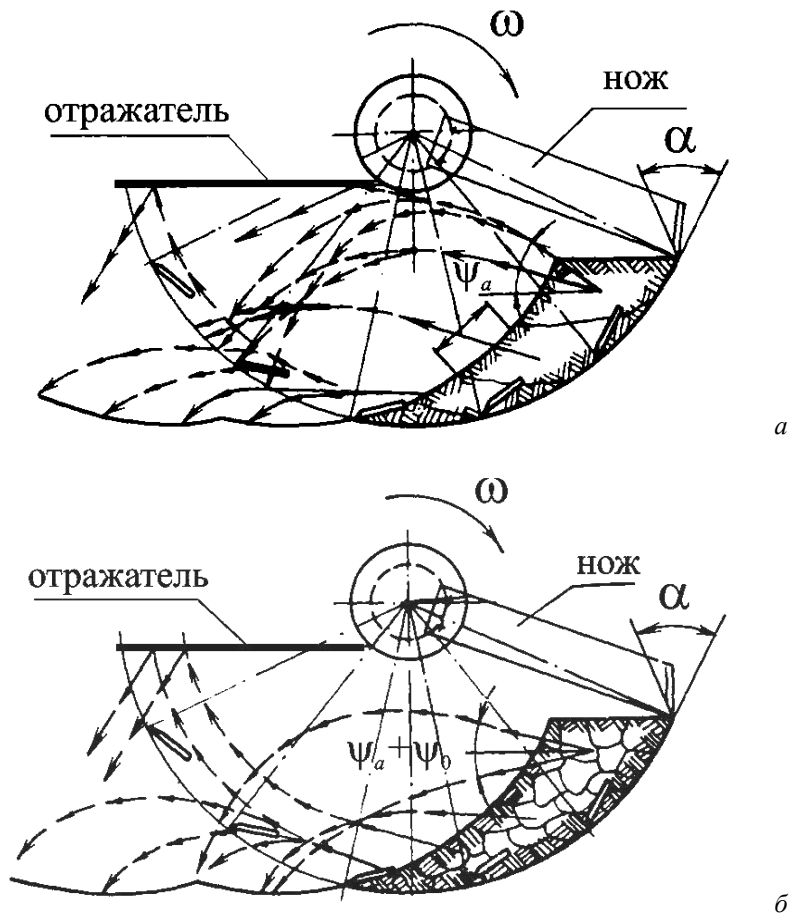 ω
нож
отражатель
α
ψa
а
ω
отражатель
нож
α
ψa+ψ0
б